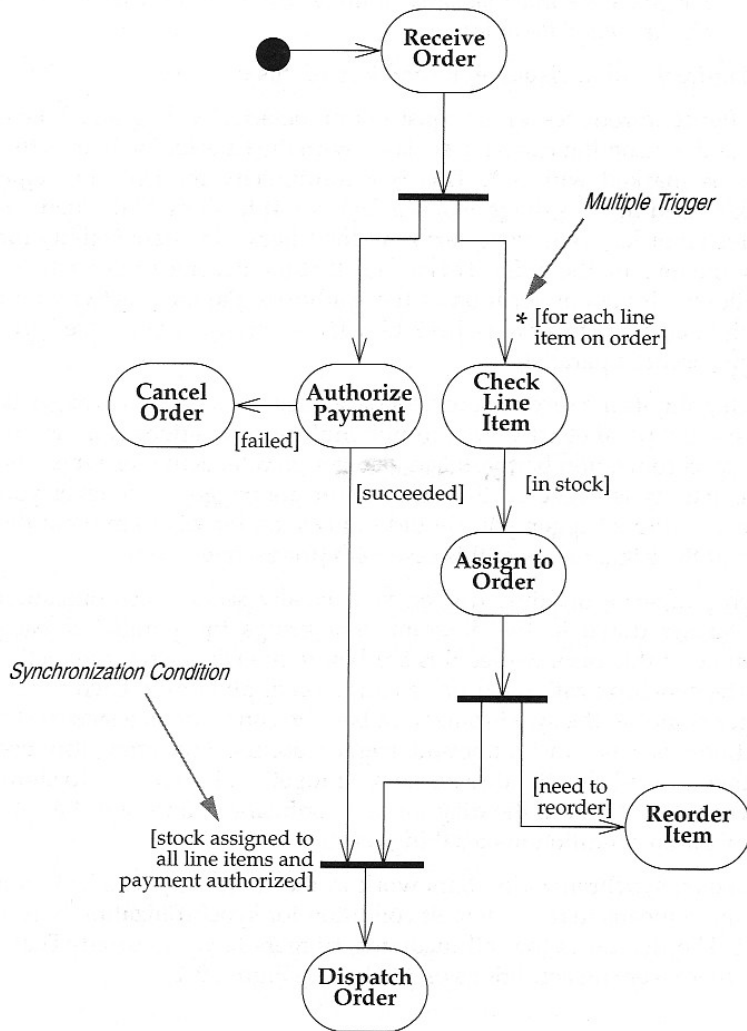 Receive
Order
Multiple Trigger
* [for each line
item on order]
Cancel
Order
Authorize
Payment
Check
Line
Item
[failed]
[succeeded]
[in stock]
Assign to
Order
Synchronization Condition
[need to
reorder]
Reorder
Item
[stock assigned to
all line items and
payment authorized]
Dispatch
Order